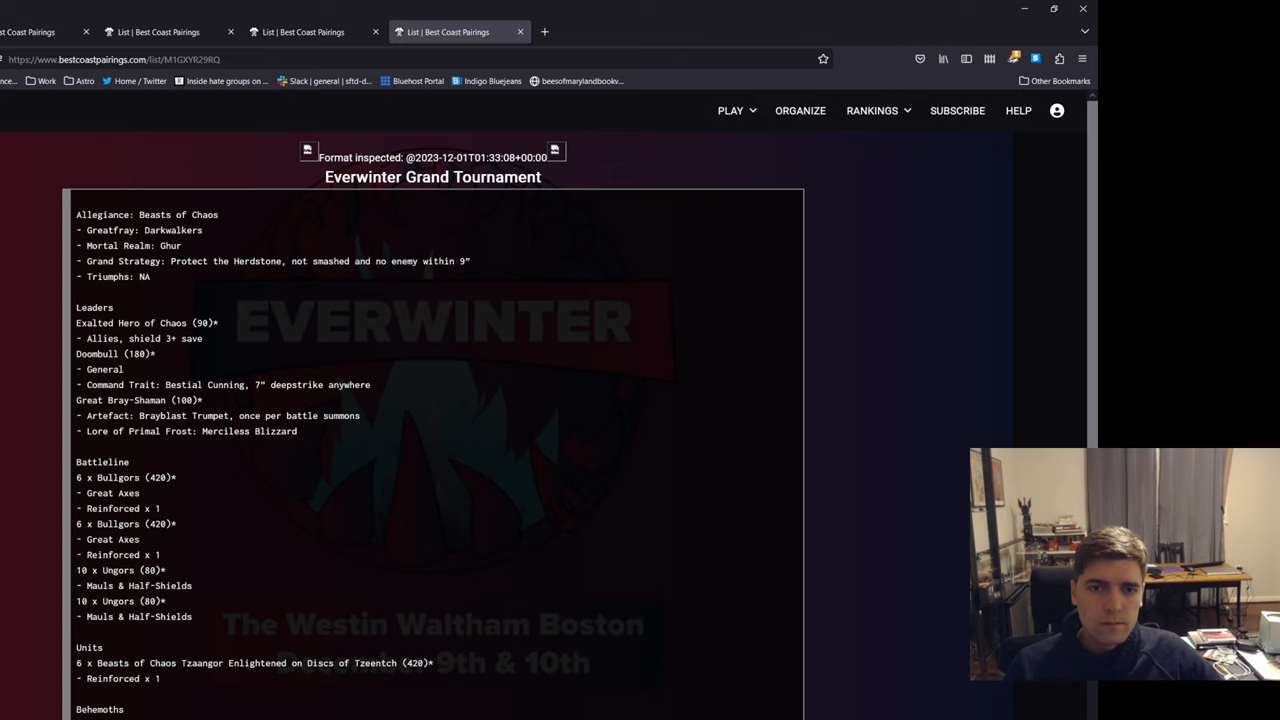 st Coast Pairings
List | Best Coast Pairings
List | Best Coast Pairings
List | Best Coast Pairings
https://www.bestcoastpairings.com/list/M1GXYR29RQ
nce...
Work
Astro
Home / Twitter
Inside hate groups on ...
Slack | general | sftd-d...
Bluehost Portal
Indigo Bluejeans
beesofmarylandbookv...
Other Bookmarks
PLAY
ORGANIZE
RANKINGS
SUBSCRIBE
HELP
Format inspected: @2023-12-01T01:33:08+00:00
Everwinter Grand Tournament
Allegiance: Beasts of Chaos
- Greatfray: Darkwalkers
- Mortal Realm: Ghur
- Grand Strategy: Protect the Herdstone, not smashed and no enemy within 9”
- Triumphs: NA
Leaders
Exalted Hero of Chaos (90)*
- Allies, shield 3+ save
Doombull (180)*
- General
- Command Trait: Bestial Cunning, 7” deepstrike anywhere
Great Bray-Shaman (100)*
- Artefact: Brayblast Trumpet, once per battle summons
- Lore of Primal Frost: Merciless Blizzard
Battleline
6 x Bullgors (420)*
- Great Axes
- Reinforced x 1
6 x Bullgors (420)*
- Great Axes
- Reinforced x 1
10 x Ungors (80)*
- Mauls & Half-Shields
10 x Ungors (80)*
- Mauls & Half-Shields
Units
6 x Beasts of Chaos Tzaangor Enlightened on Discs of Tzeentch (420)*
- Reinforced x 1
Behemoths
EVERWINTER
The Westin Waltham Boston
December 9th & 10th